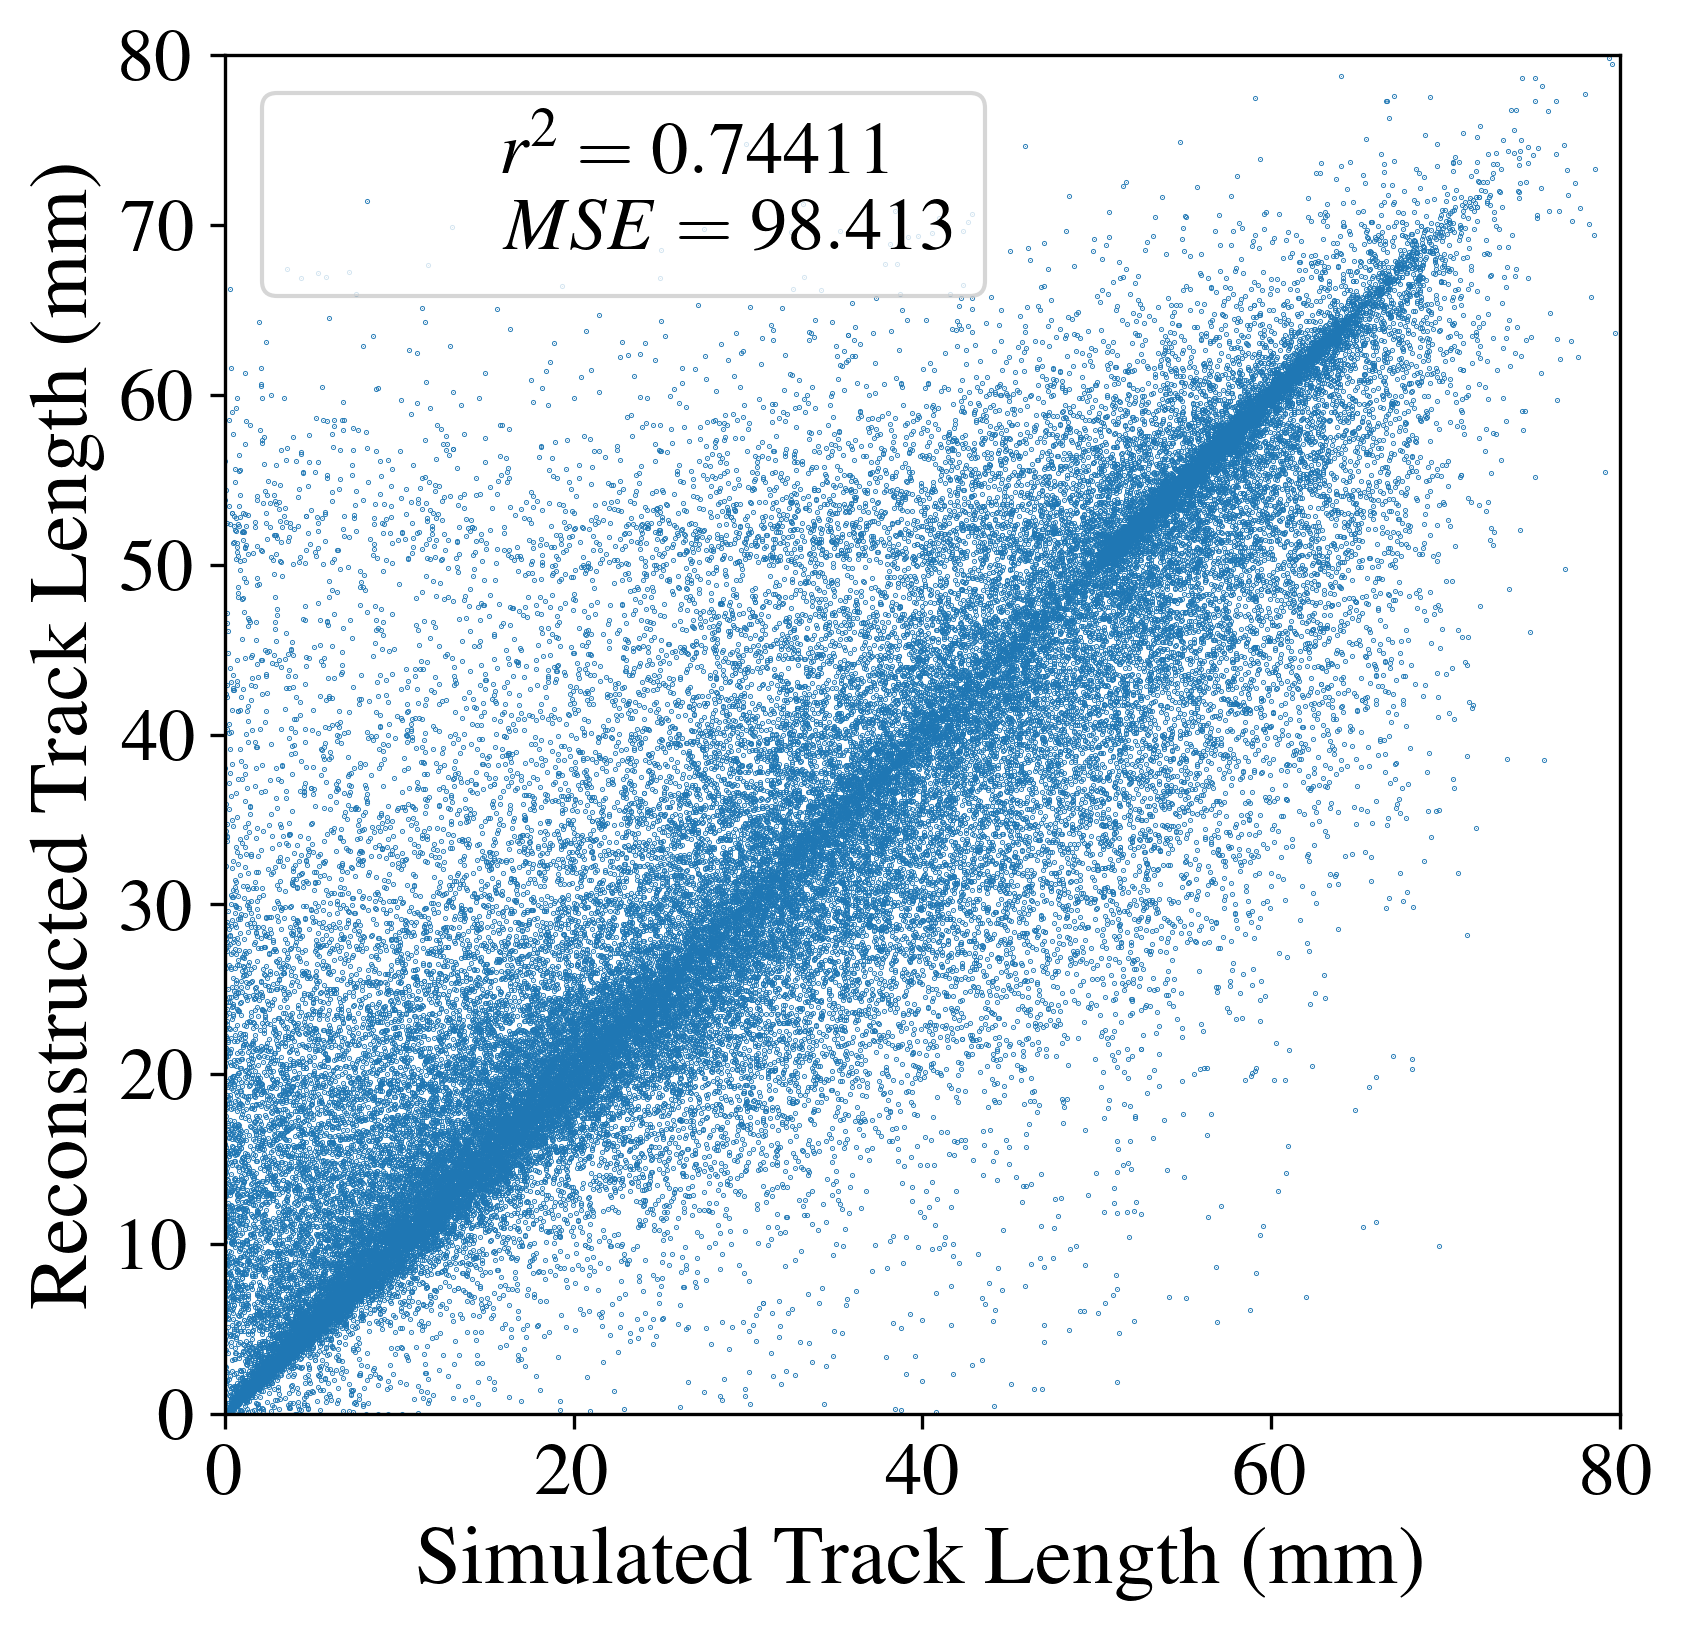 80
70
60
50
40
30
20
10
0
Reconstructed Track Length (mm)
r² = 0.74411
MSE = 98.413
0 20 40 60 80
Simulated Track Length (mm)